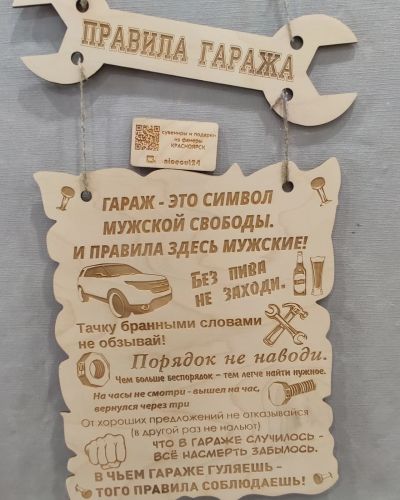 ПРАВИЛА ГАРАЖА
сувениры и подарки
из фанеры
КРАСНОЯРСК
ГАРАЖ - ЭТО СИМВОЛ
МУЖСКОЙ СВОБОДЫ.
И ПРАВИЛА ЗДЕСЬ МУЖСКИЕ!
БЕЗ ПИВА
НЕ ЗАХОДИ.
Тачку бранными словами
не обзывай!
Порядок не наводи.
Чем больше беспорядок – тем легче найти нужное.
На часы не смотри - вышел на час,
вернулся через три
От хороших предложений не отказывайся
(в другой раз не нальют)
ЧТО В ГАРАЖЕ СЛУЧИЛОСЬ -
ВСЁ НАСМЕРТЬ ЗАБЫЛОСЬ.
В ЧЬЕМ ГАРАЖЕ ГУЛЯЕШЬ -
ТОГО ПРАВИЛА СОБЛЮДАЕШЬ!